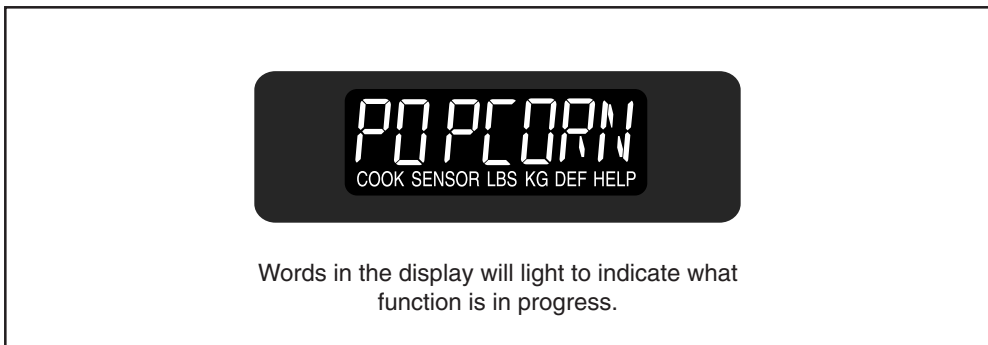 POPCORN
COOK SENSOR LBS KG DEF HELP
Words in the display will light to indicate what
function is in progress.